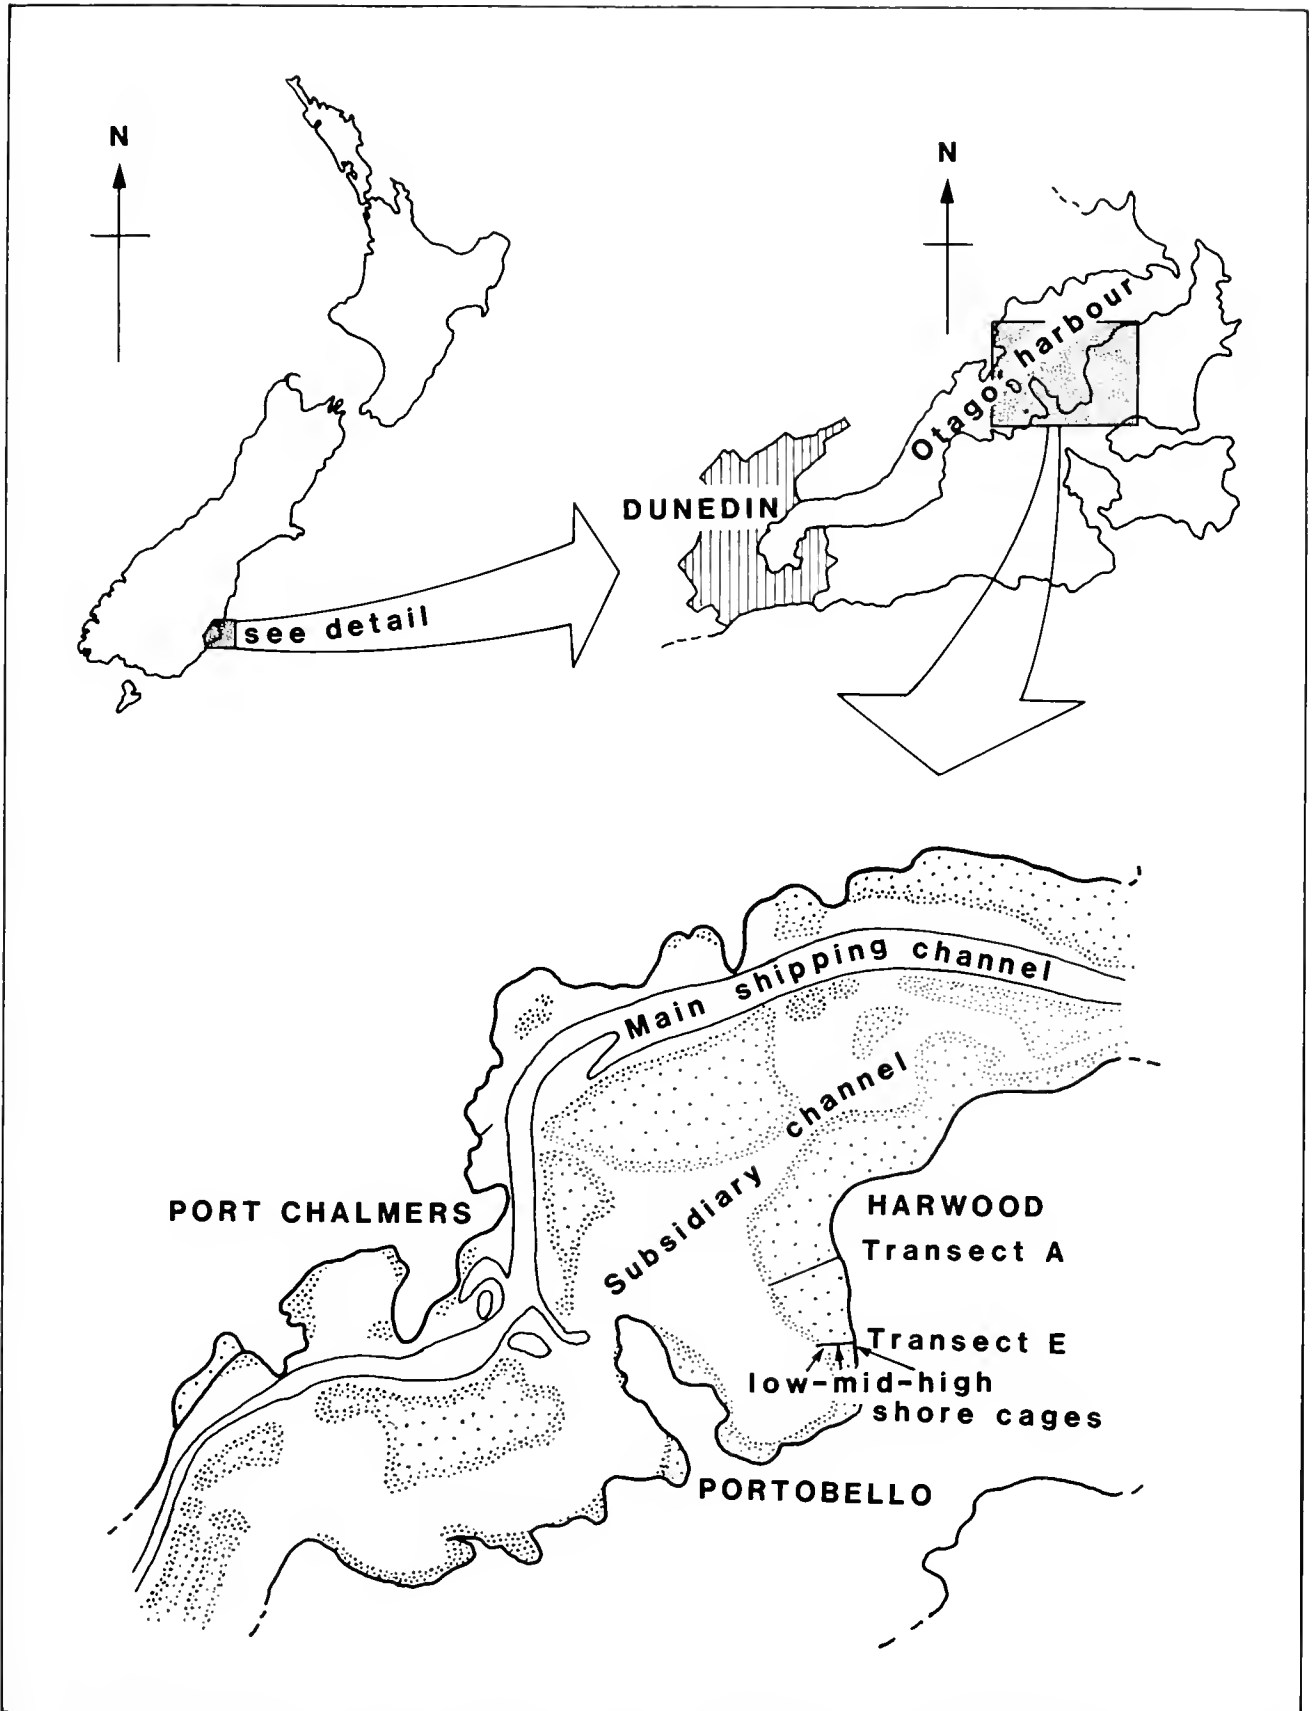 N
N
Otago harbour
DUNEDIN
see detail
Main shipping channel
Subsidiary channel
PORT CHALMERS
HARWOOD
Transect A
Transect E
low-mid-high
shore cages
PORTOBELLO